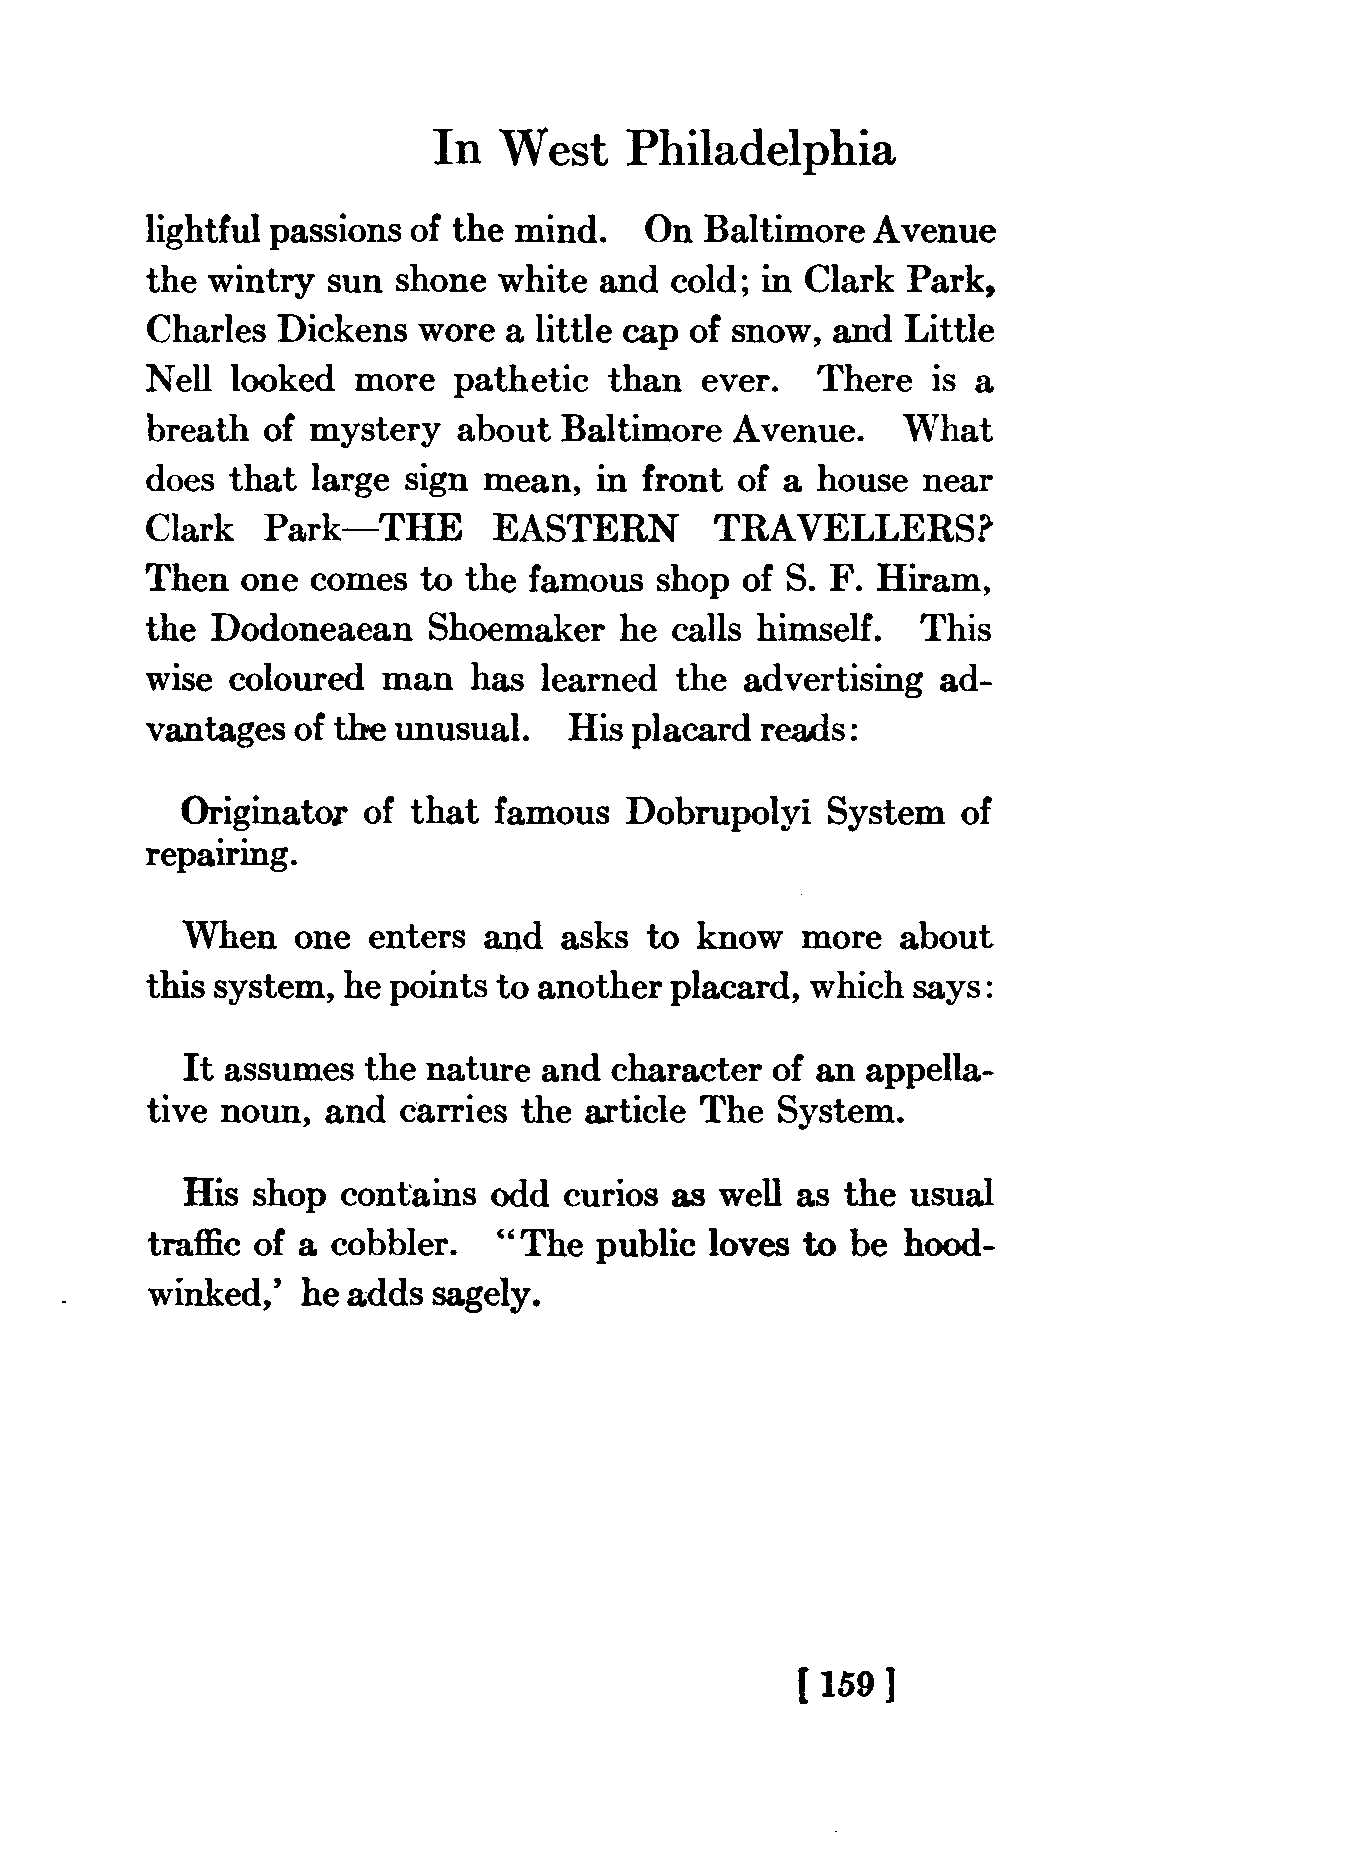 In West Philadelphia
lightful passions of the mind. On Baltimore Avenue
the wintry sun shone white and cold; in Clark Park,
Charles Dickens wore a little cap of snow, and Little
Nell looked more pathetic than ever. There is a
breath of mystery about Baltimore Avenue. What
does that large sign mean, in front of a house near
Clark Park—THE EASTERN TRAVELLERS?
Then one comes to the famous shop of S. F. Hiram,
the Dodoneaean Shoemaker he calls himself. This
wise coloured man has learned the advertising ad-
vantages of the unusual. His placard reads:
Originator of that famous Dobrupolyi System of
repairing.
When one enters and asks to know more about
this system, he points to another placard, which says:
It assumes the nature and character of an appella-
tive noun, and carries the article The System.
His shop contains odd curios as well as the usual
traffic of a cobbler. “The public loves to be hood-
winked,’ he adds sagely.
[ 159 ]